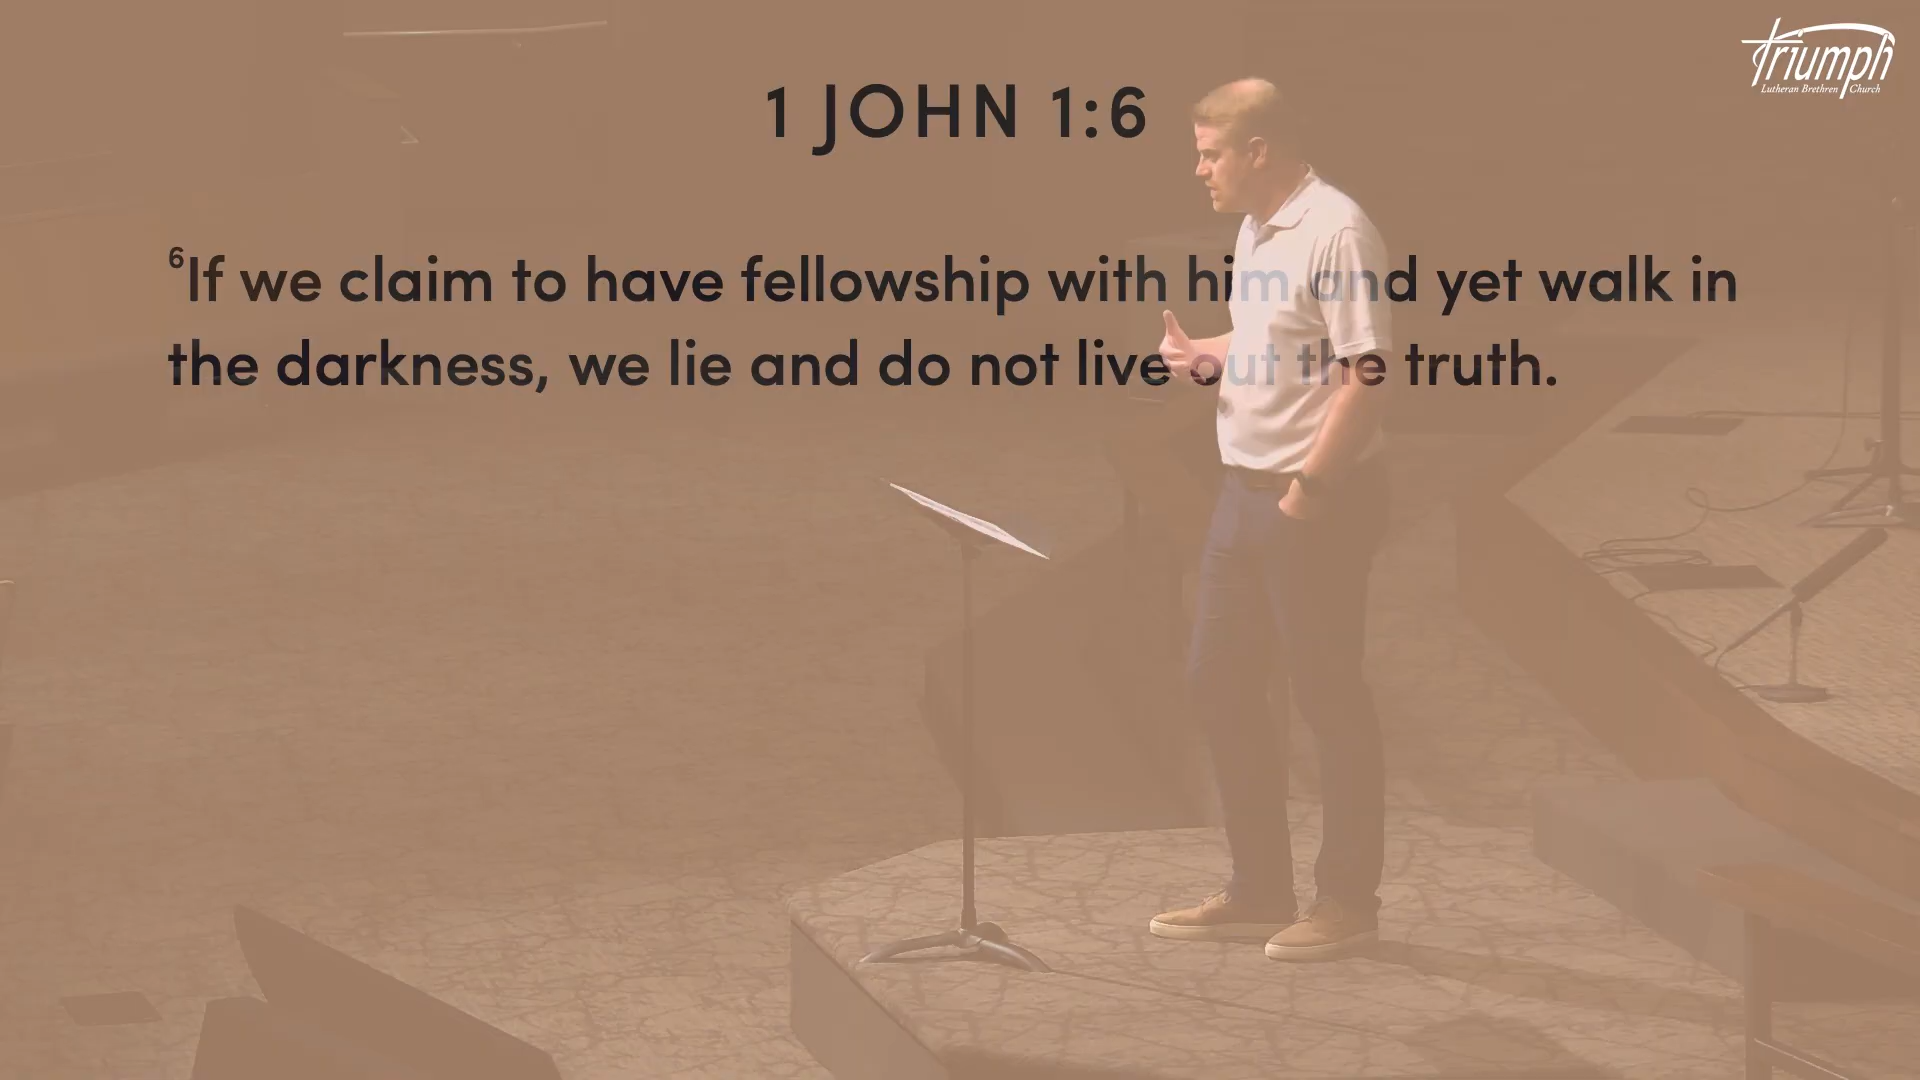 triumph
Lutheran Brethren Church
1 JOHN 1:6
6If we claim to have fellowship with him and yet walk in
the darkness, we lie and do not live out the truth.